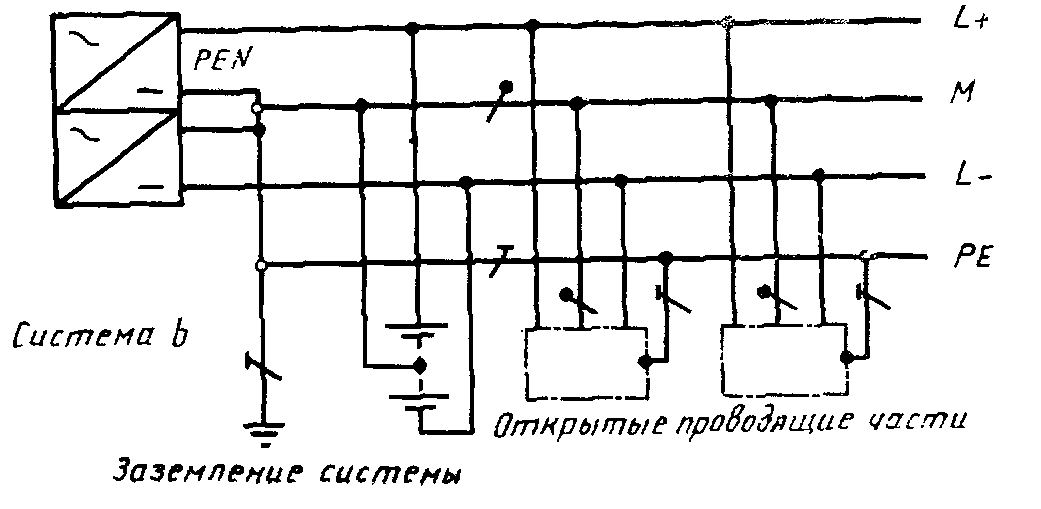 L+
PEN
M
L-
PE
Система b
Открытые проводящие части
Заземление системы